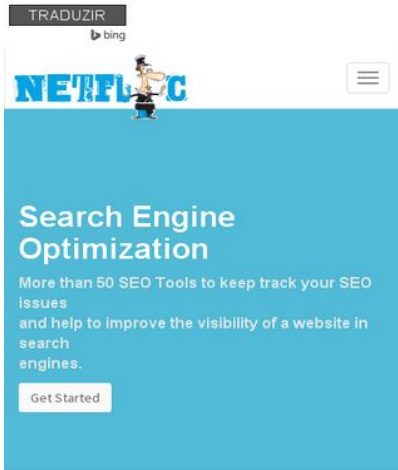 TRADUZIR
bing
NETFLIC
Search Engine
Optimization
More than 50 SEO Tools to keep track your SEO
issues
and help to improve the visibility of a website in
search
engines.
Get Started